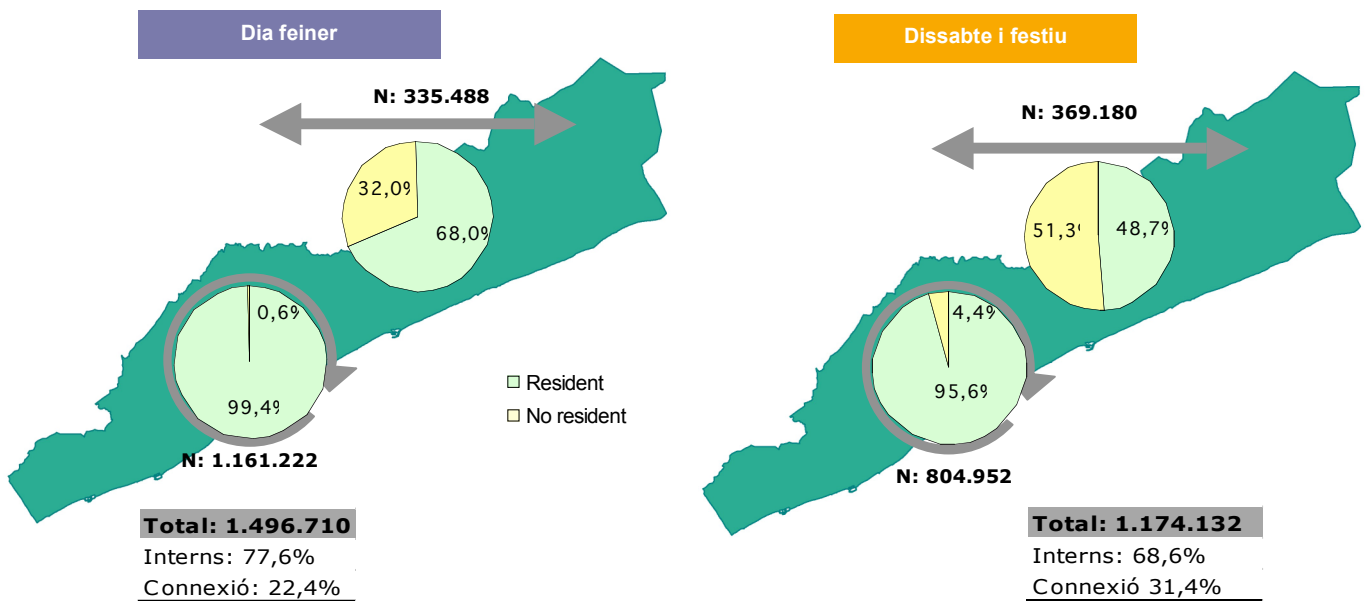 Dia feiner
N: 335.488
32,0%
68,0%
0,6%
99,4%
N: 1.161.222
Total: 1.496.710
Interns: 77,6%
Connexió: 22,4%
Resident
No resident
Dissabte i festiu
N: 369.180
51,3%
48,7%
4,4%
95,6%
N: 804.952
Total: 1.174.132
Interns: 68,6%
Connexió 31,4%